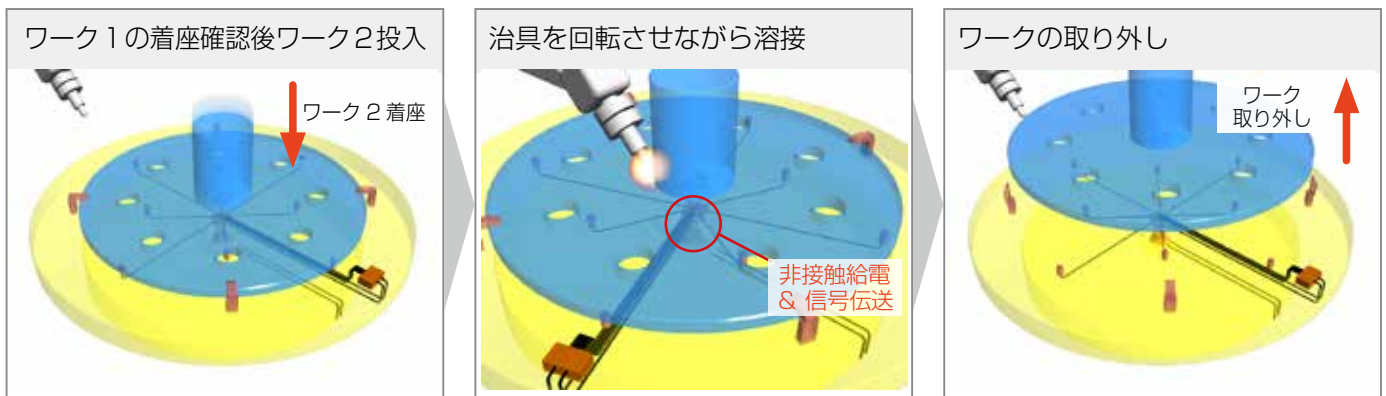 ワーク１の着座確認後ワーク２投入
ワーク２着座
治具を回転させながら溶接
非接触給電
＆ 信号伝送
ワークの取り外し
ワーク
取り外し